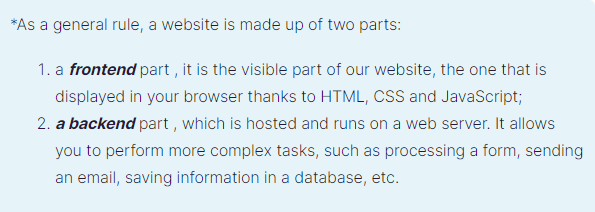 *As a general rule, a website is made up of two parts:
1. a frontend part , it is the visible part of our website, the one that is
displayed in your browser thanks to HTML, CSS and JavaScript;
2. a backend part , which is hosted and runs on a web server. It allows
you to perform more complex tasks, such as processing a form, sending
an email, saving information in a database, etc.